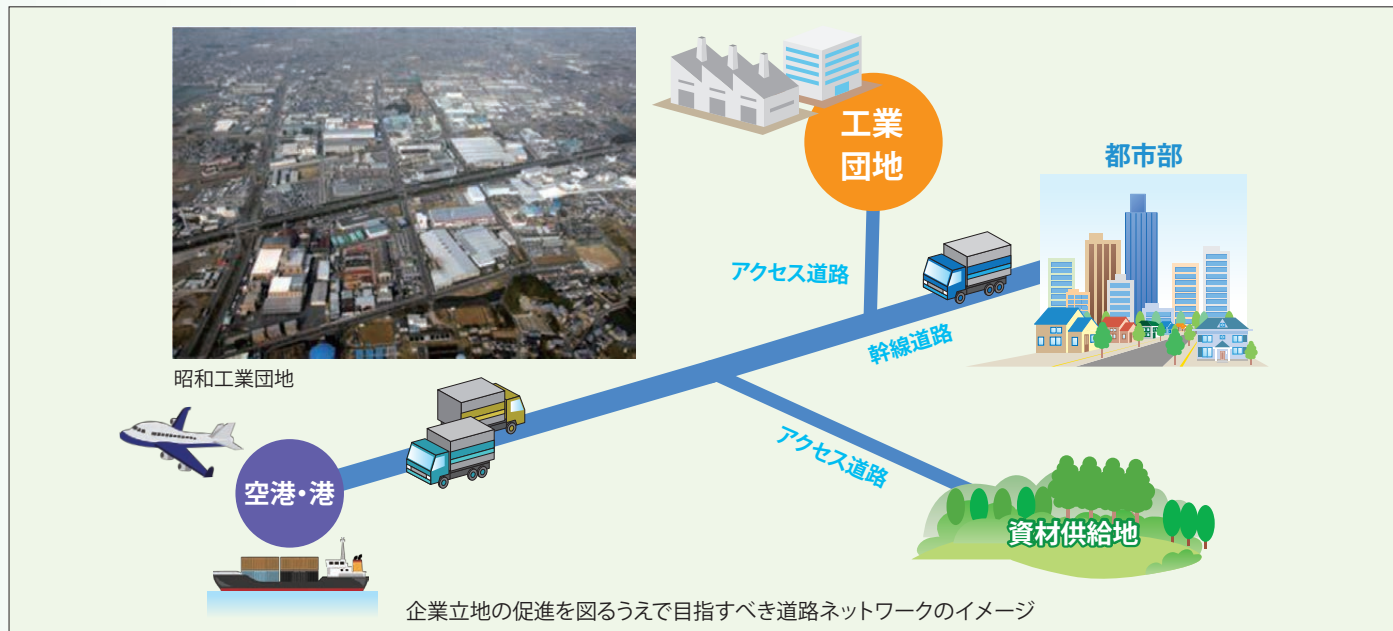 工業
団地
都市部
アクセス道路
幹線道路
昭和工業団地
アクセス道路
空港・港
資材供給地
企業立地の促進を図るうえで目指すべき道路ネットワークのイメージ